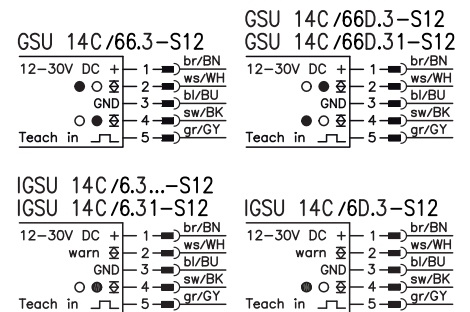 GSU 14C/66.3-S12
12-30V DC + 1 br/BN
2 ws/WH
GND 3 bl/BU
4 sw/BK
Teach in 5 gr/GY
GSU 14C/66D.3-S12
GSU 14C/66D.31-S12
12-30V DC + 1 br/BN
2 ws/WH
GND 3 bl/BU
4 sw/BK
Teach in 5 gr/GY
IGSU 14C/6.3...-S12
IGSU 14C/6.31-S12
12-30V DC + 1 br/BN
warn 2 ws/WH
GND 3 bl/BU
4 sw/BK
Teach in 5 gr/GY
IGSU 14C/6D.3-S12
12-30V DC + 1 br/BN
warn 2 ws/WH
GND 3 bl/BU
4 sw/BK
Teach in 5 gr/GY